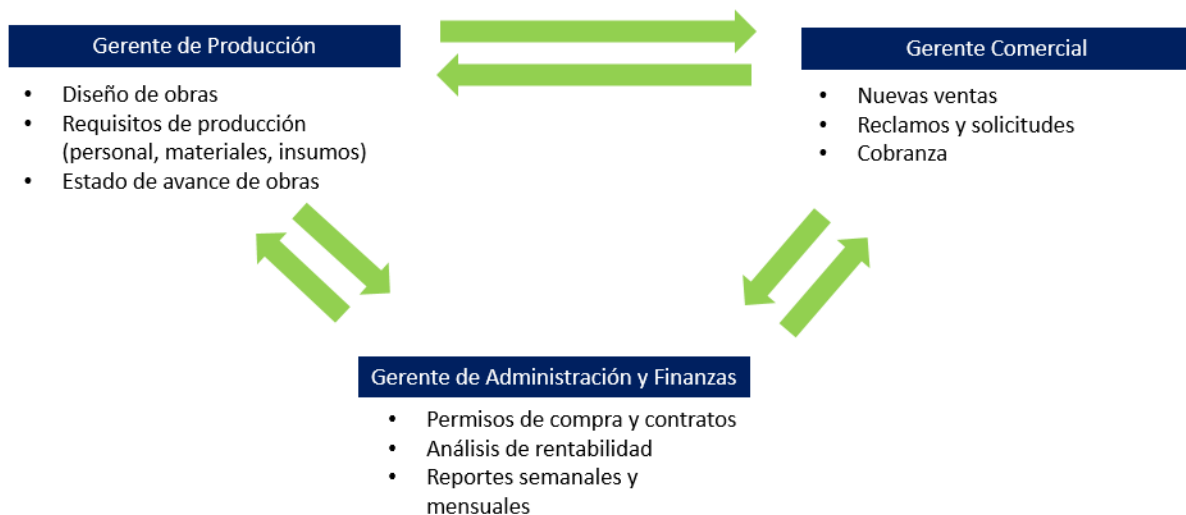 Gerente de Producción
• Diseño de obras
• Requisitos de producción
(personal, materiales, insumos)
• Estado de avance de obras
Gerente Comercial
• Nuevas ventas
• Reclamos y solicitudes
• Cobranza
Gerente de Administración y Finanzas
• Permisos de compra y contratos
• Análisis de rentabilidad
• Reportes semanales y
mensuales